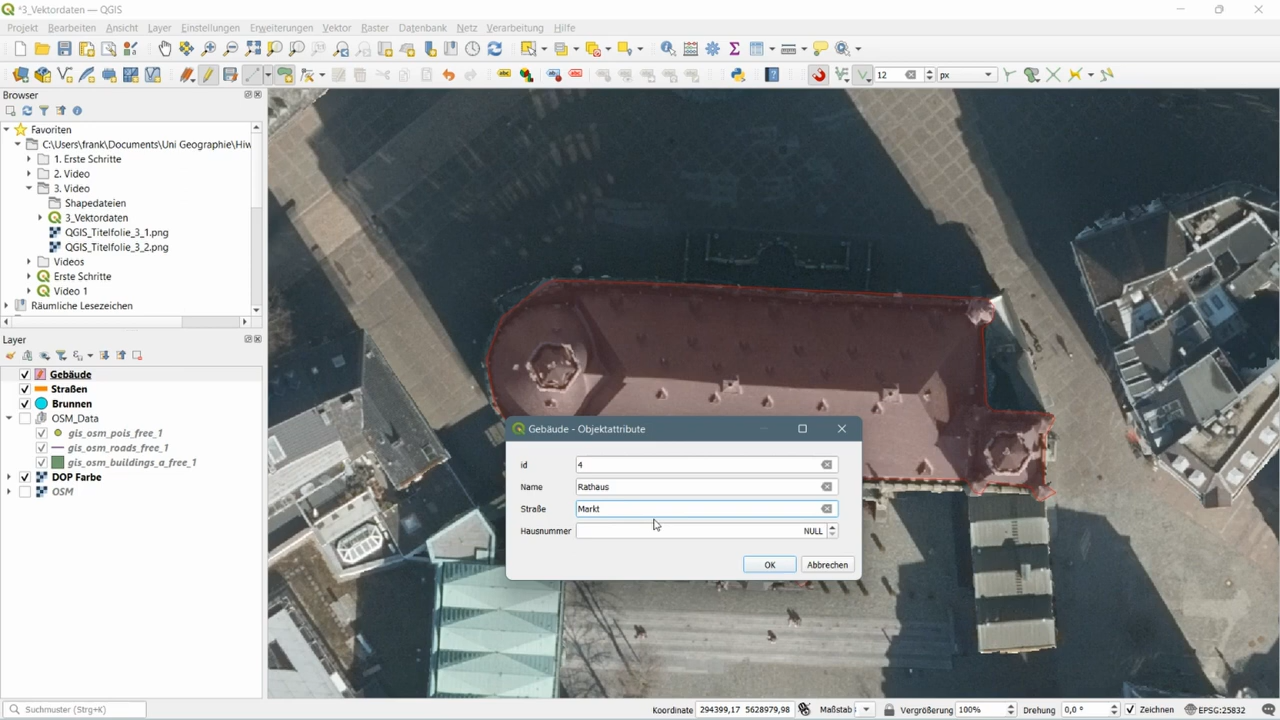 *3_Vektordaten — QGIS
Projekt Bearbeiten Ansicht Layer Einstellungen Erweiterungen Vektor Raster Datenbank Netz Verarbeitung Hilfe
12 px
Browser
Favoriten
C:\Users\frank\Documents\Uni Geographie\Hiw
1. Erste Schritte
2. Video
3. Video
Shapedateien
3_Vektordaten
QGIS_Titelfolie_3_1.png
QGIS_Titelfolie_3_2.png
Videos
Erste Schritte
Video 1
Räumliche Lesezeichen
Layer
Gebäude
Straßen
Brunnen
OSM_Data
gis_osm_pois_free_1
gis_osm_roads_free_1
gis_osm_buildings_a_free_1
DOP Farbe
OSM
Gebäude - Objektattribute
id 4
Name Rathaus
Straße Markt
Hausnummer NULL
OK Abbrechen
Suchmuster (Strg+K) Koordinate 294399,17 5628979,98 Maßstab Vergrößerung 100% Drehung 0,0 ° Zeichnen EPSG:25832